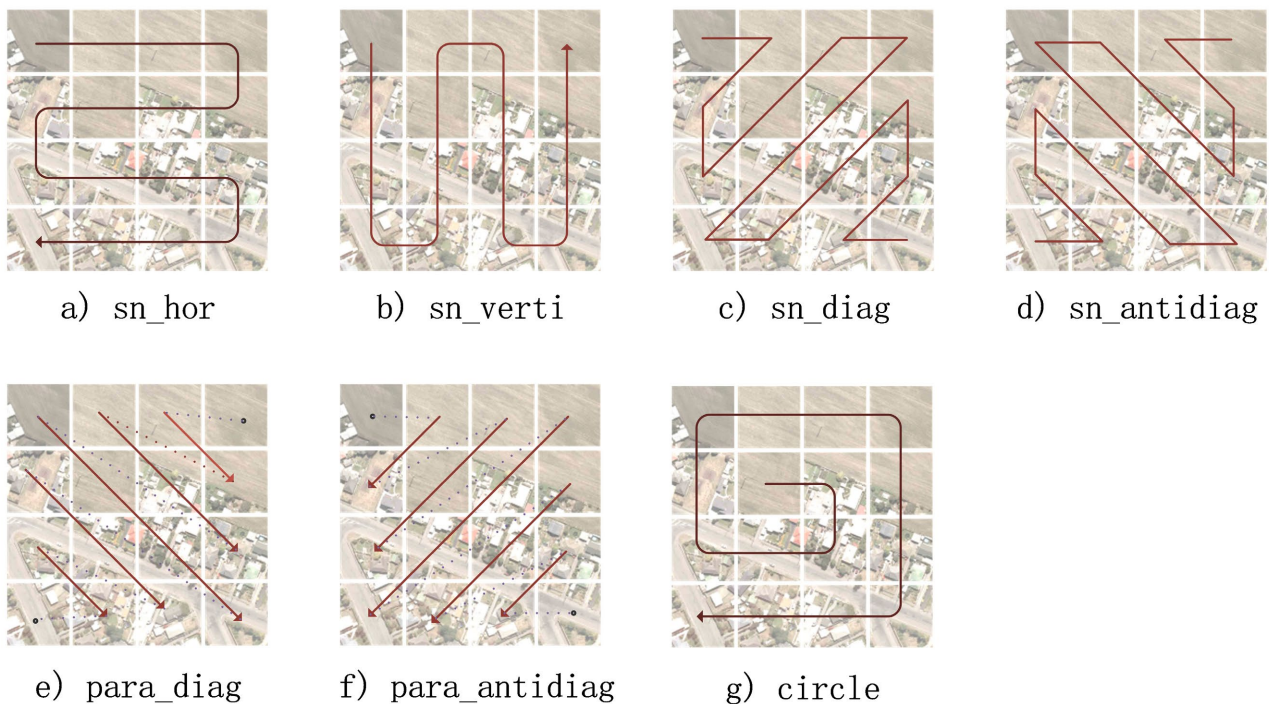 a) sn_hor
b) sn_verti
c) sn_diag
d) sn_antidiag
e) para_diag
f) para_antidiag
g) circle